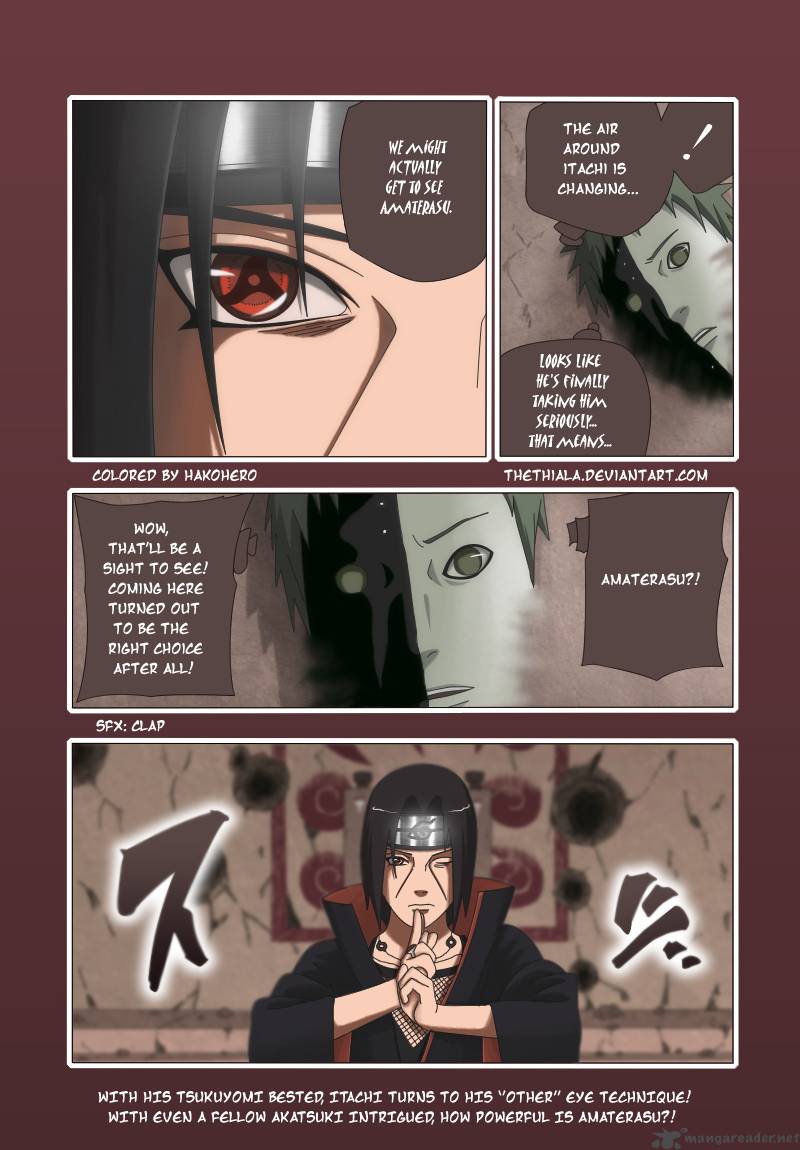 THE AIR
AROUND
ITACHI IS
CHANGING...
!
LOOKS LIKE
HE'S FINALLY
TAKING HIM
SERIOUSLY...
THAT MEANS...
WE MIGHT
ACTUALLY
GET TO SEE
AMATERASU.
COLORED BY HAKOHERO
THETHIALA.DEVIANTART.COM
AMATERASU?!
WOW,
THAT'LL BE A
SIGHT TO SEE!
COMING HERE
TURNED OUT
TO BE THE
RIGHT CHOICE
AFTER ALL!
SFX: CLAP
ス
ッ
WITH HIS TSUKUYOMI BESTED, ITACHI TURNS TO HIS "OTHER" EYE TECHNIQUE!
WITH EVEN A FELLOW AKATSUKI INTRIGUED, HOW POWERFUL IS AMATERASU?!
mangareader.net